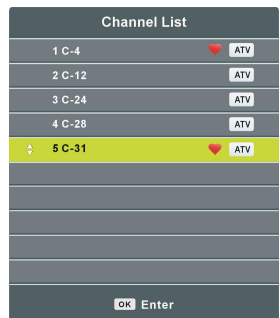 Channel List
1 C-4 ATV
2 C-12 ATV
3 C-24 ATV
4 C-28 ATV
5 C-31 ATV
OK Enter